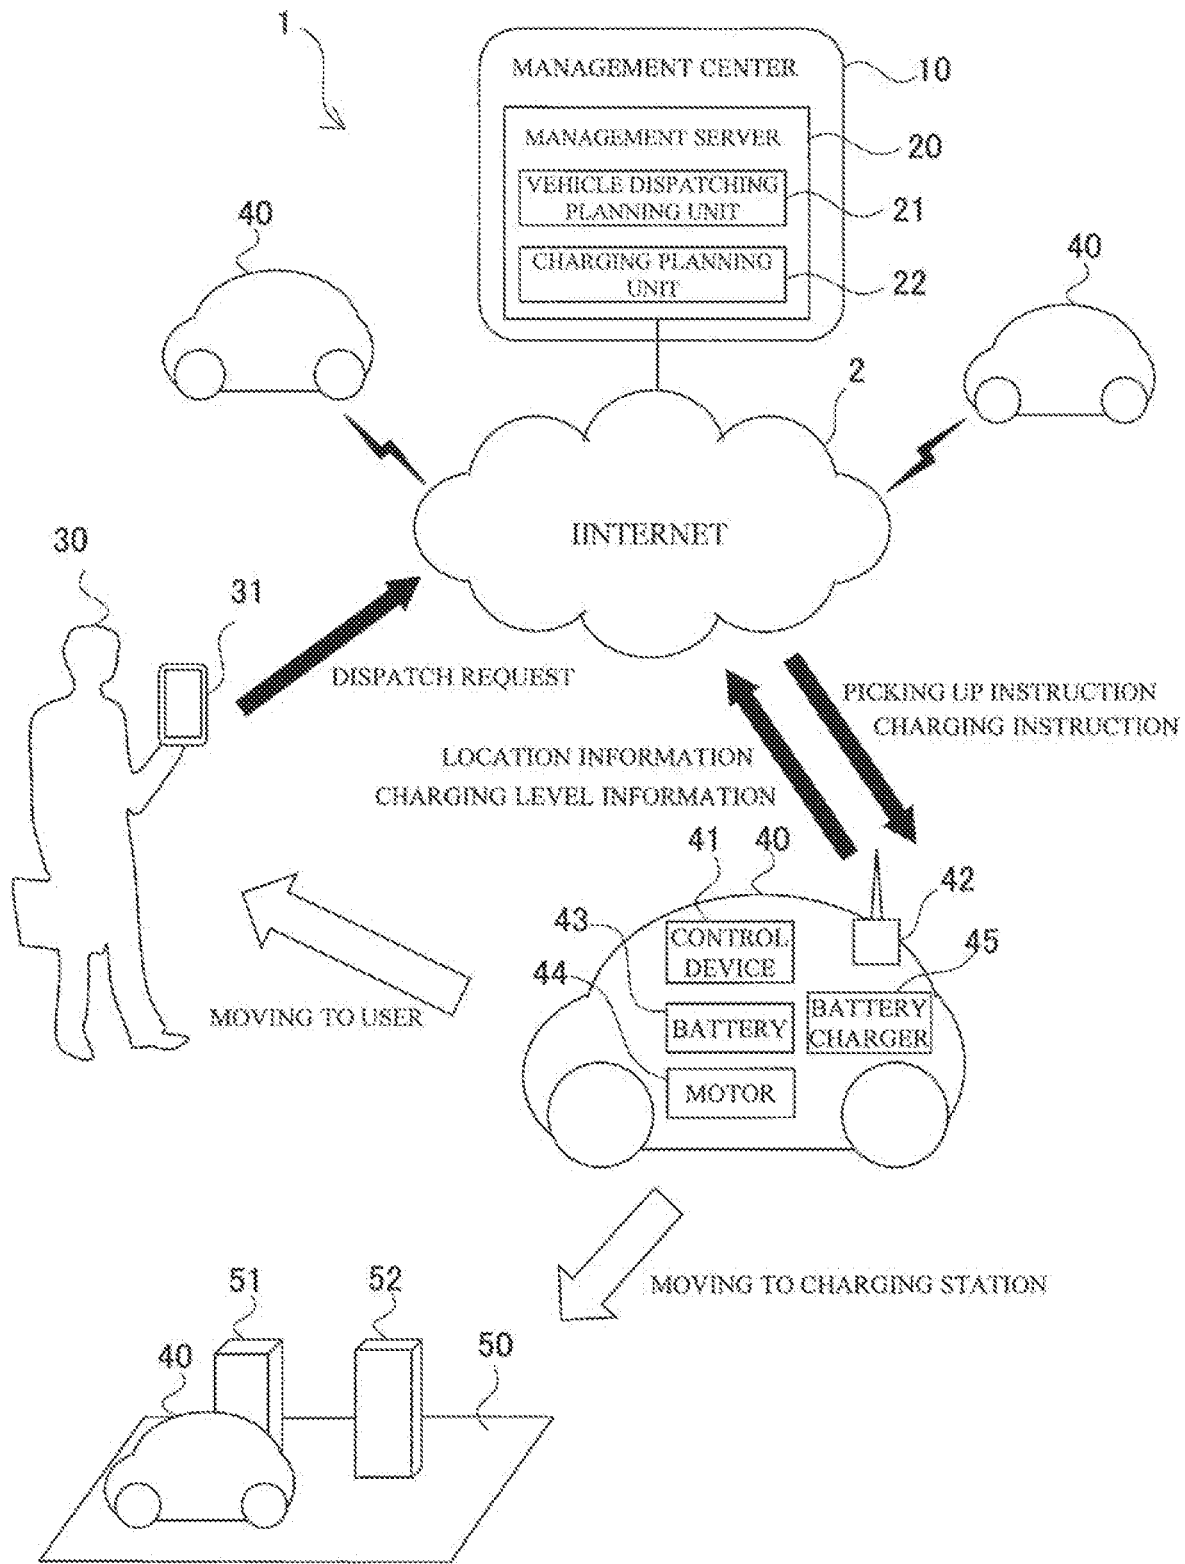 1
MANAGEMENT CENTER
10
MANAGEMENT SERVER
20
VEHICLE DISPATCHING
PLANNING UNIT
21
CHARGING PLANNING
UNIT
22
40
40
2
IINTERNET
30
31
DISPATCH REQUEST
PICKING UP INSTRUCTION
CHARGING INSTRUCTION
LOCATION INFORMATION
CHARGING LEVEL INFORMATION
41
40
42
43
CONTROL
DEVICE
45
44
BATTERY
BATTERY
CHARGER
MOTOR
MOVING TO USER
MOVING TO CHARGING STATION
51
52
50
40